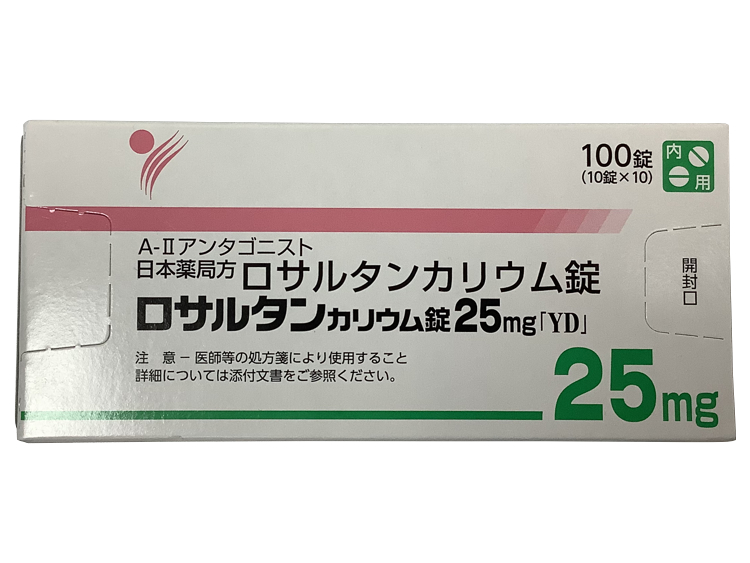 100錠
(10錠×10)
内
用
A-Ⅱアンタゴニスト
日本薬局方 ロサルタンカリウム錠
ロサルタンカリウム錠25mg「YD」
開封口
注 意 − 医師等の処方箋により使用すること
詳細については添付文書をご参照ください。
25mg